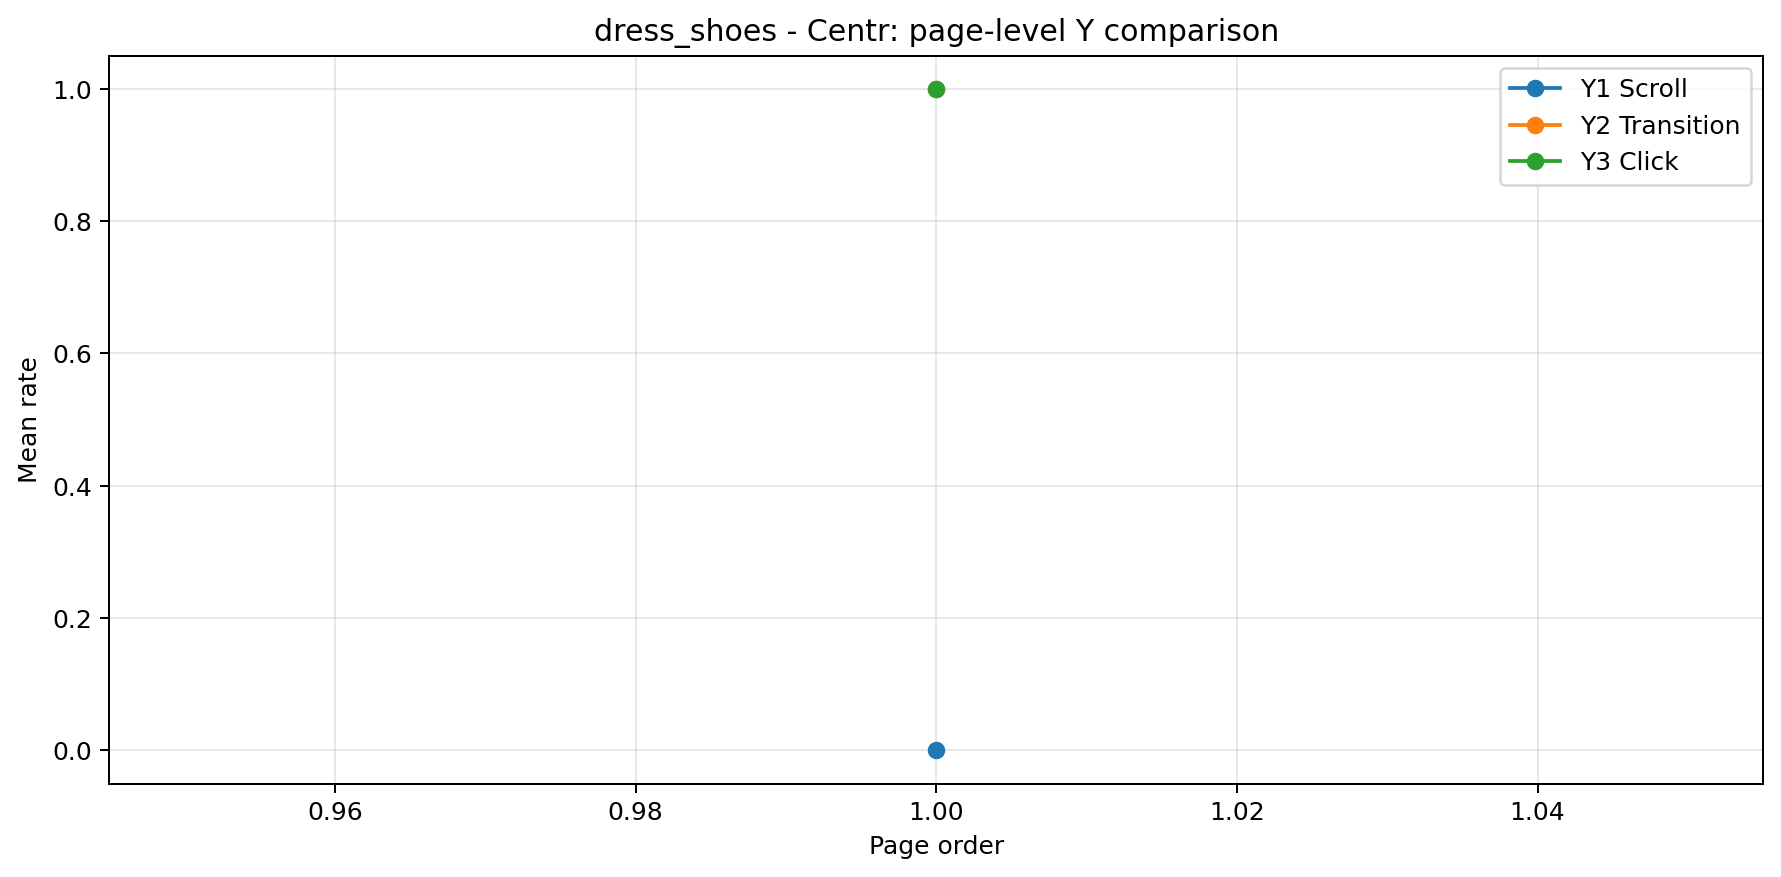 dress_shoes - Centr: page-level Y comparison
Y1 Scroll
Y2 Transition
Y3 Click
Mean rate
1.0
0.8
0.6
0.4
0.2
0.0
0.96
0.98
1.00
1.02
1.04
Page order